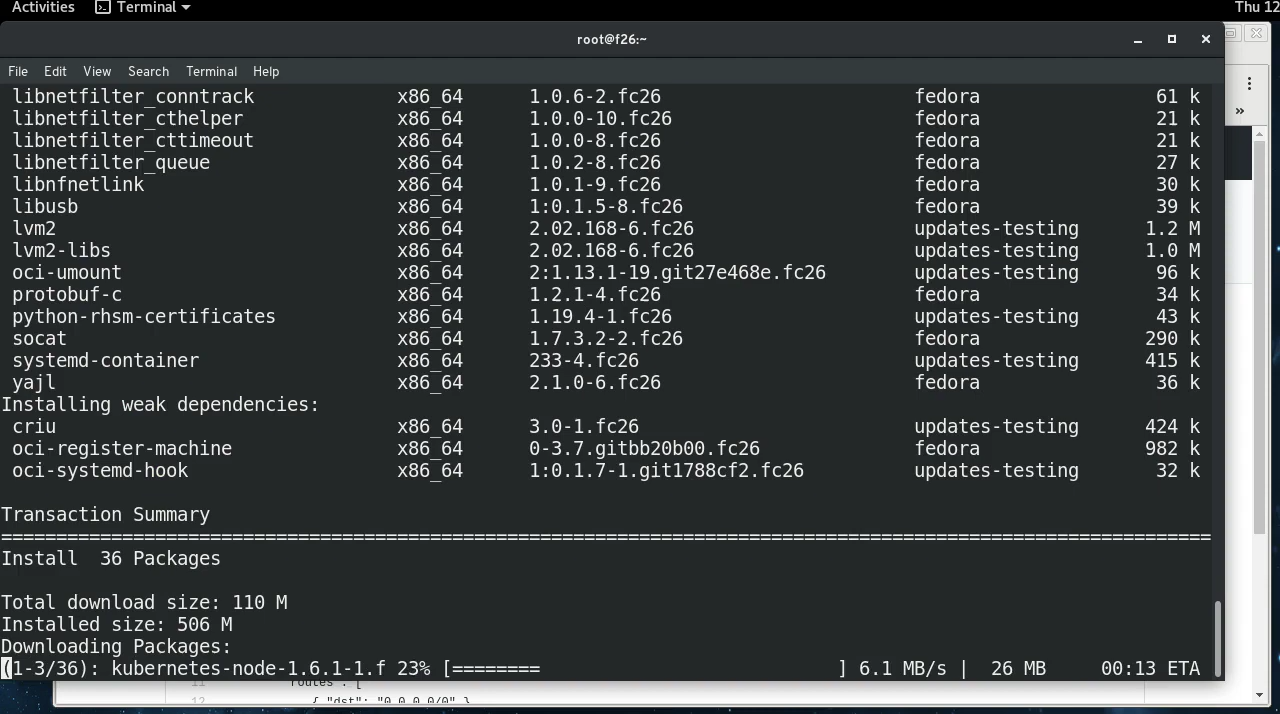 Activities Terminal Thu 12
root@f26:~
File Edit View Search Terminal Help
libnetfilter_conntrack x86_64 1.0.6-2.fc26 fedora 61 k
libnetfilter_cthelper x86_64 1.0.0-10.fc26 fedora 21 k
libnetfilter_cttimeout x86_64 1.0.0-8.fc26 fedora 21 k
libnetfilter_queue x86_64 1.0.2-8.fc26 fedora 27 k
libnfnetlink x86_64 1.0.1-9.fc26 fedora 30 k
libusb x86_64 1:0.1.5-8.fc26 fedora 39 k
lvm2 x86_64 2.02.168-6.fc26 updates-testing 1.2 M
lvm2-libs x86_64 2.02.168-6.fc26 updates-testing 1.0 M
oci-umount x86_64 2:1.13.1-19.git27e468e.fc26 updates-testing 96 k
protobuf-c x86_64 1.2.1-4.fc26 fedora 34 k
python-rhsm-certificates x86_64 1.19.4-1.fc26 updates-testing 43 k
socat x86_64 1.7.3.2-2.fc26 fedora 290 k
systemd-container x86_64 233-4.fc26 updates-testing 415 k
yajl x86_64 2.1.0-6.fc26 fedora 36 k
Installing weak dependencies:
criu x86_64 3.0-1.fc26 updates-testing 424 k
oci-register-machine x86_64 0-3.7.gitbb20b00.fc26 fedora 982 k
oci-systemd-hook x86_64 1:0.1.7-1.git1788cf2.fc26 updates-testing 32 k
Transaction Summary
==============================================================================================================
Install 36 Packages
Total download size: 110 M
Installed size: 506 M
Downloading Packages:
(1-3/36): kubernetes-node-1.6.1-1.f 23% [======== ] 6.1 MB/s | 26 MB 00:13 ETA
11 "routes": [
12 { "dst": "0.0.0.0/0" }